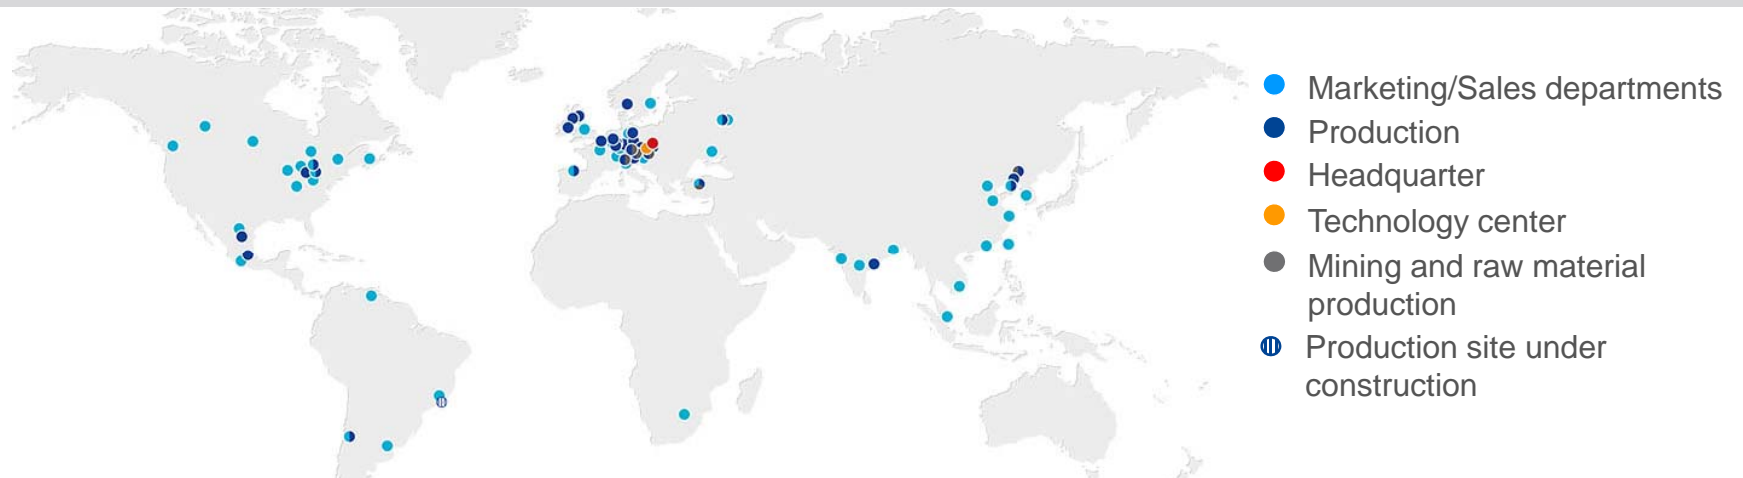 Marketing/Sales departments
Production
Headquarter
Technology center
Mining and raw material
production
Production site under
construction